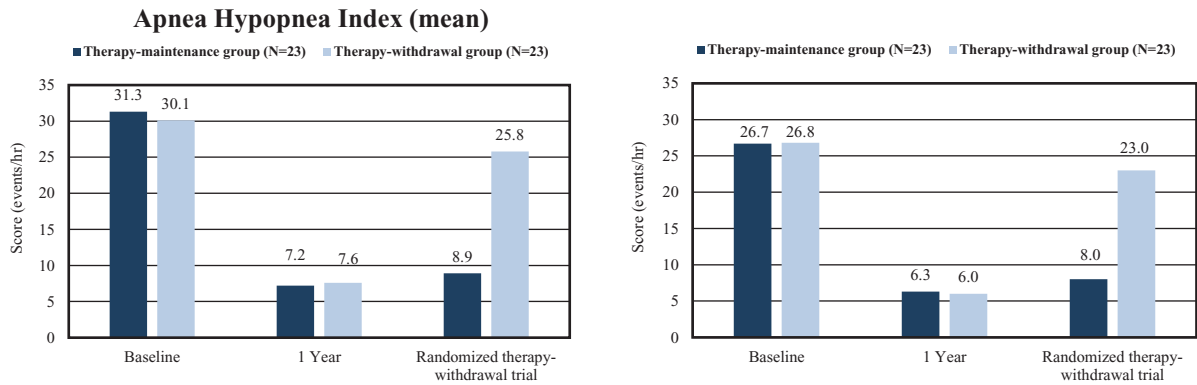 Apnea Hypopnea Index (mean)
Therapy-maintenance group (N=23) Therapy-withdrawal group (N=23)
Score (events/hr)
35
30
25
20
15
10
5
0
31.3
30.1
7.2
7.6
8.9
25.8
Baseline
1 Year
Randomized therapy-
withdrawal trial
Therapy-maintenance group (N=23) Therapy-withdrawal group (N=23)
Score (events/hr)
35
30
25
20
15
10
5
0
26.7
26.8
6.3
6.0
8.0
23.0
Baseline
1 Year
Randomized therapy-
withdrawal trial